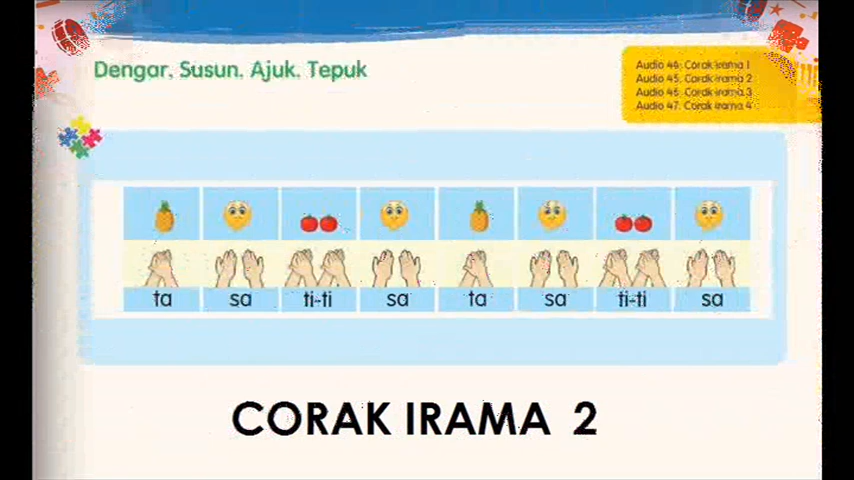 Dengar, Susun, Ajuk, Tepuk
Audio 44. Corak irama 1
Audio 45. Corak irama 2
Audio 46. Corak irama 3
Audio 47. Corak irama 4
ta sa ti-ti sa ta sa ti-ti sa
CORAK IRAMA 2